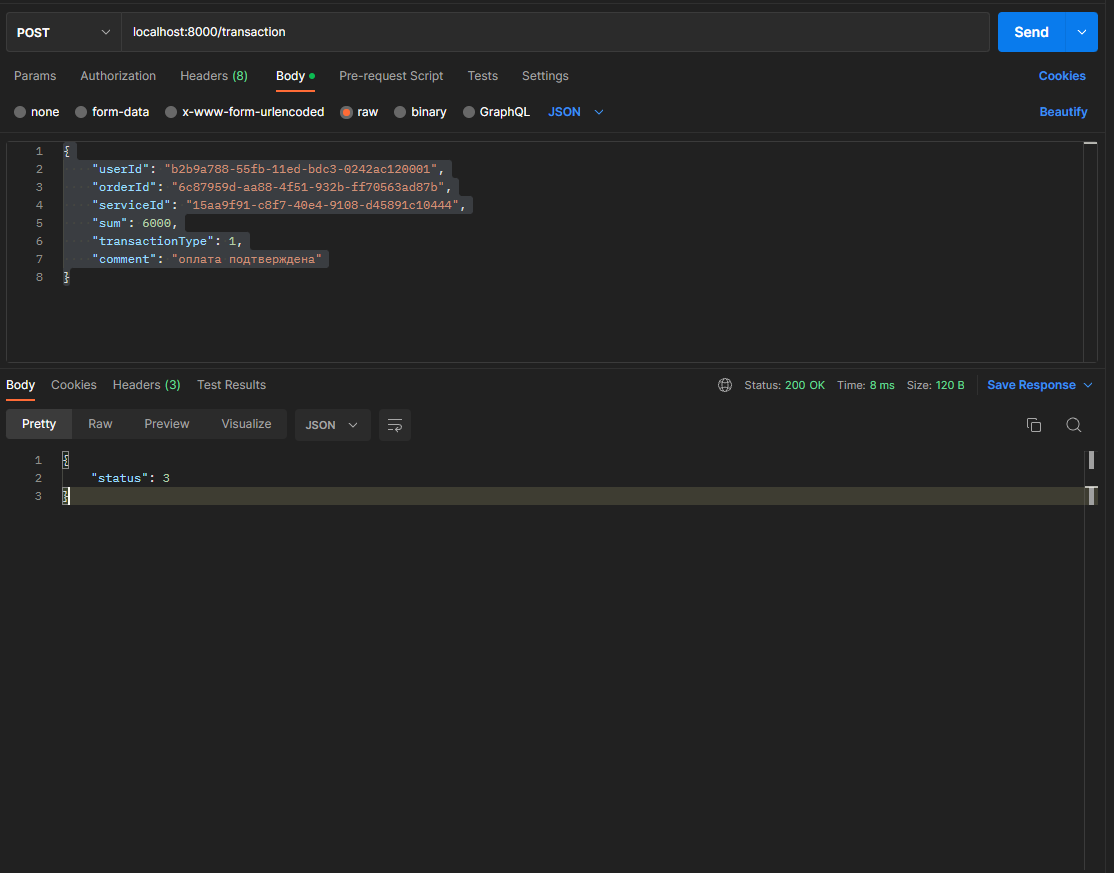 POST localhost:8000/transaction Send
Params Authorization Headers (8) Body Pre-request Script Tests Settings Cookies
none form-data x-www-form-urlencoded raw binary GraphQL JSON Beautify
1 {
2 "userId": "b2b9a788-55fb-11ed-bdc3-0242ac120001",
3 "orderId": "6c87959d-aa88-4f51-932b-ff70563ad87b",
4 "serviceId": "15aa9f91-c8f7-40e4-9108-d45891c10444",
5 "sum": 6000,
6 "transactionType": 1,
7 "comment": "оплата подтверждена"
8 }
Body Cookies Headers (3) Test Results Status: 200 OK Time: 8 ms Size: 120 B Save Response
Pretty Raw Preview Visualize JSON
1 {
2 "status": 3
3 }